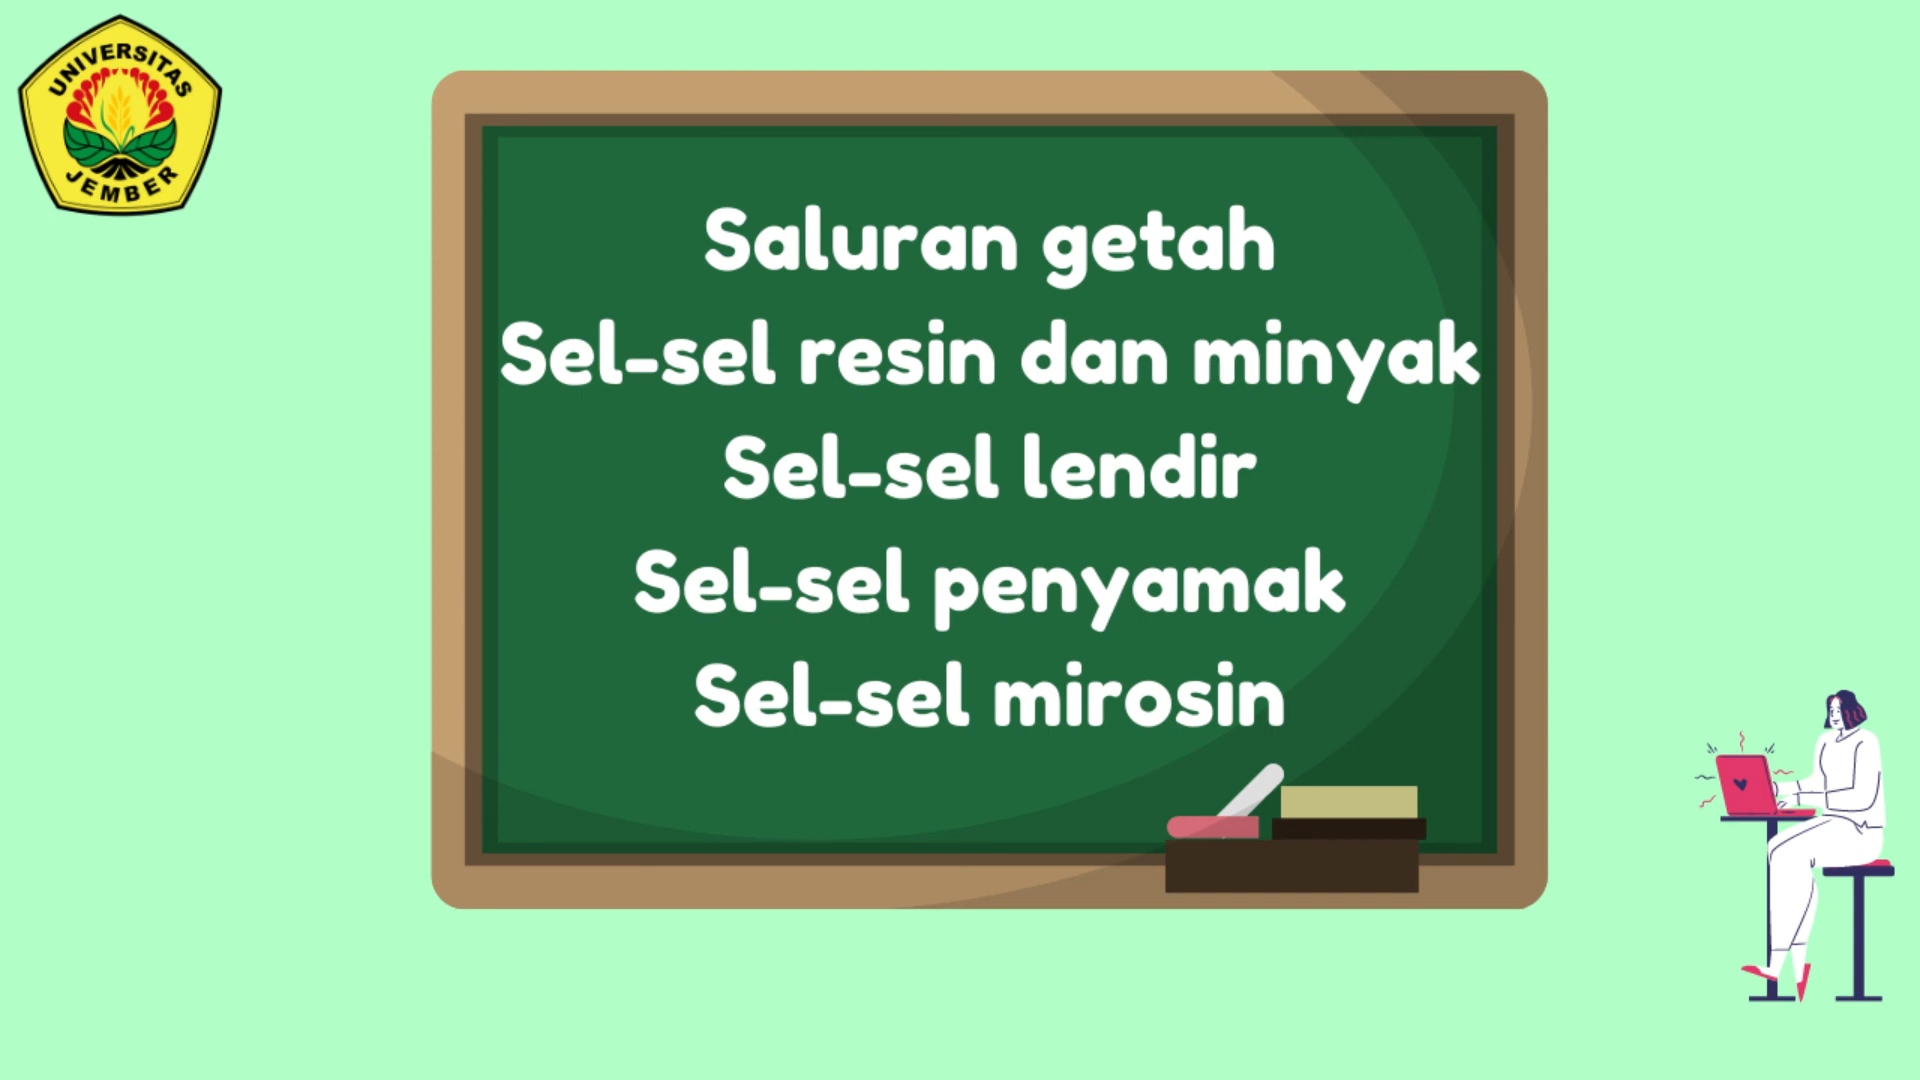 UNIVERSITAS
JEMBER
Saluran getah
Sel-sel resin dan minyak
Sel-sel lendir
Sel-sel penyamak
Sel-sel mirosin